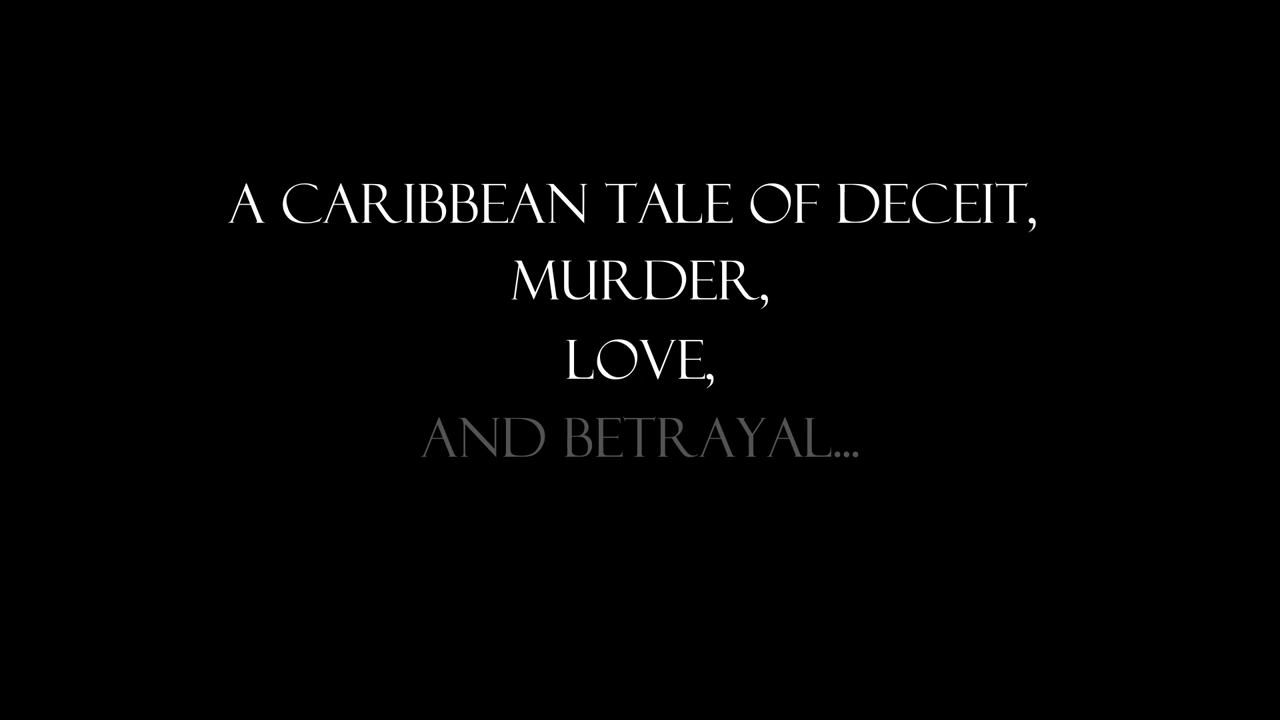 A CARIBBEAN TALE OF DECEIT,
MURDER,
LOVE,
AND BETRAYAL...